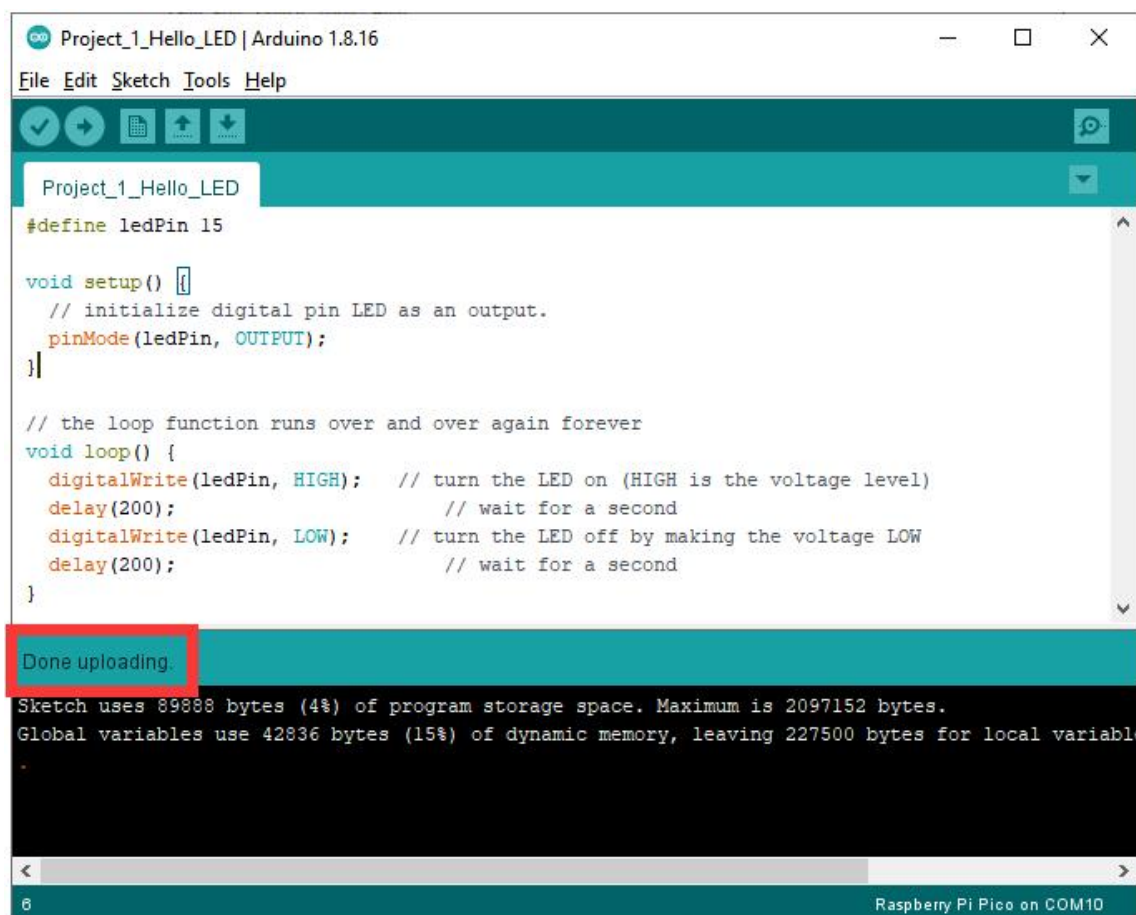 Project_1_Hello_LED | Arduino 1.8.16
File Edit Sketch Tools Help
Project_1_Hello_LED
#define ledPin 15
void setup() {
  // initialize digital pin LED as an output.
  pinMode(ledPin, OUTPUT);
}
// the loop function runs over and over again forever
void loop() {
  digitalWrite(ledPin, HIGH);   // turn the LED on (HIGH is the voltage level)
  delay(200);                       // wait for a second
  digitalWrite(ledPin, LOW);    // turn the LED off by making the voltage LOW
  delay(200);                       // wait for a second
}
Done uploading.
Sketch uses 89888 bytes (4%) of program storage space. Maximum is 2097152 bytes.
Global variables use 42836 bytes (15%) of dynamic memory, leaving 227500 bytes for local variabl
.
6 Raspberry Pi Pico on COM10